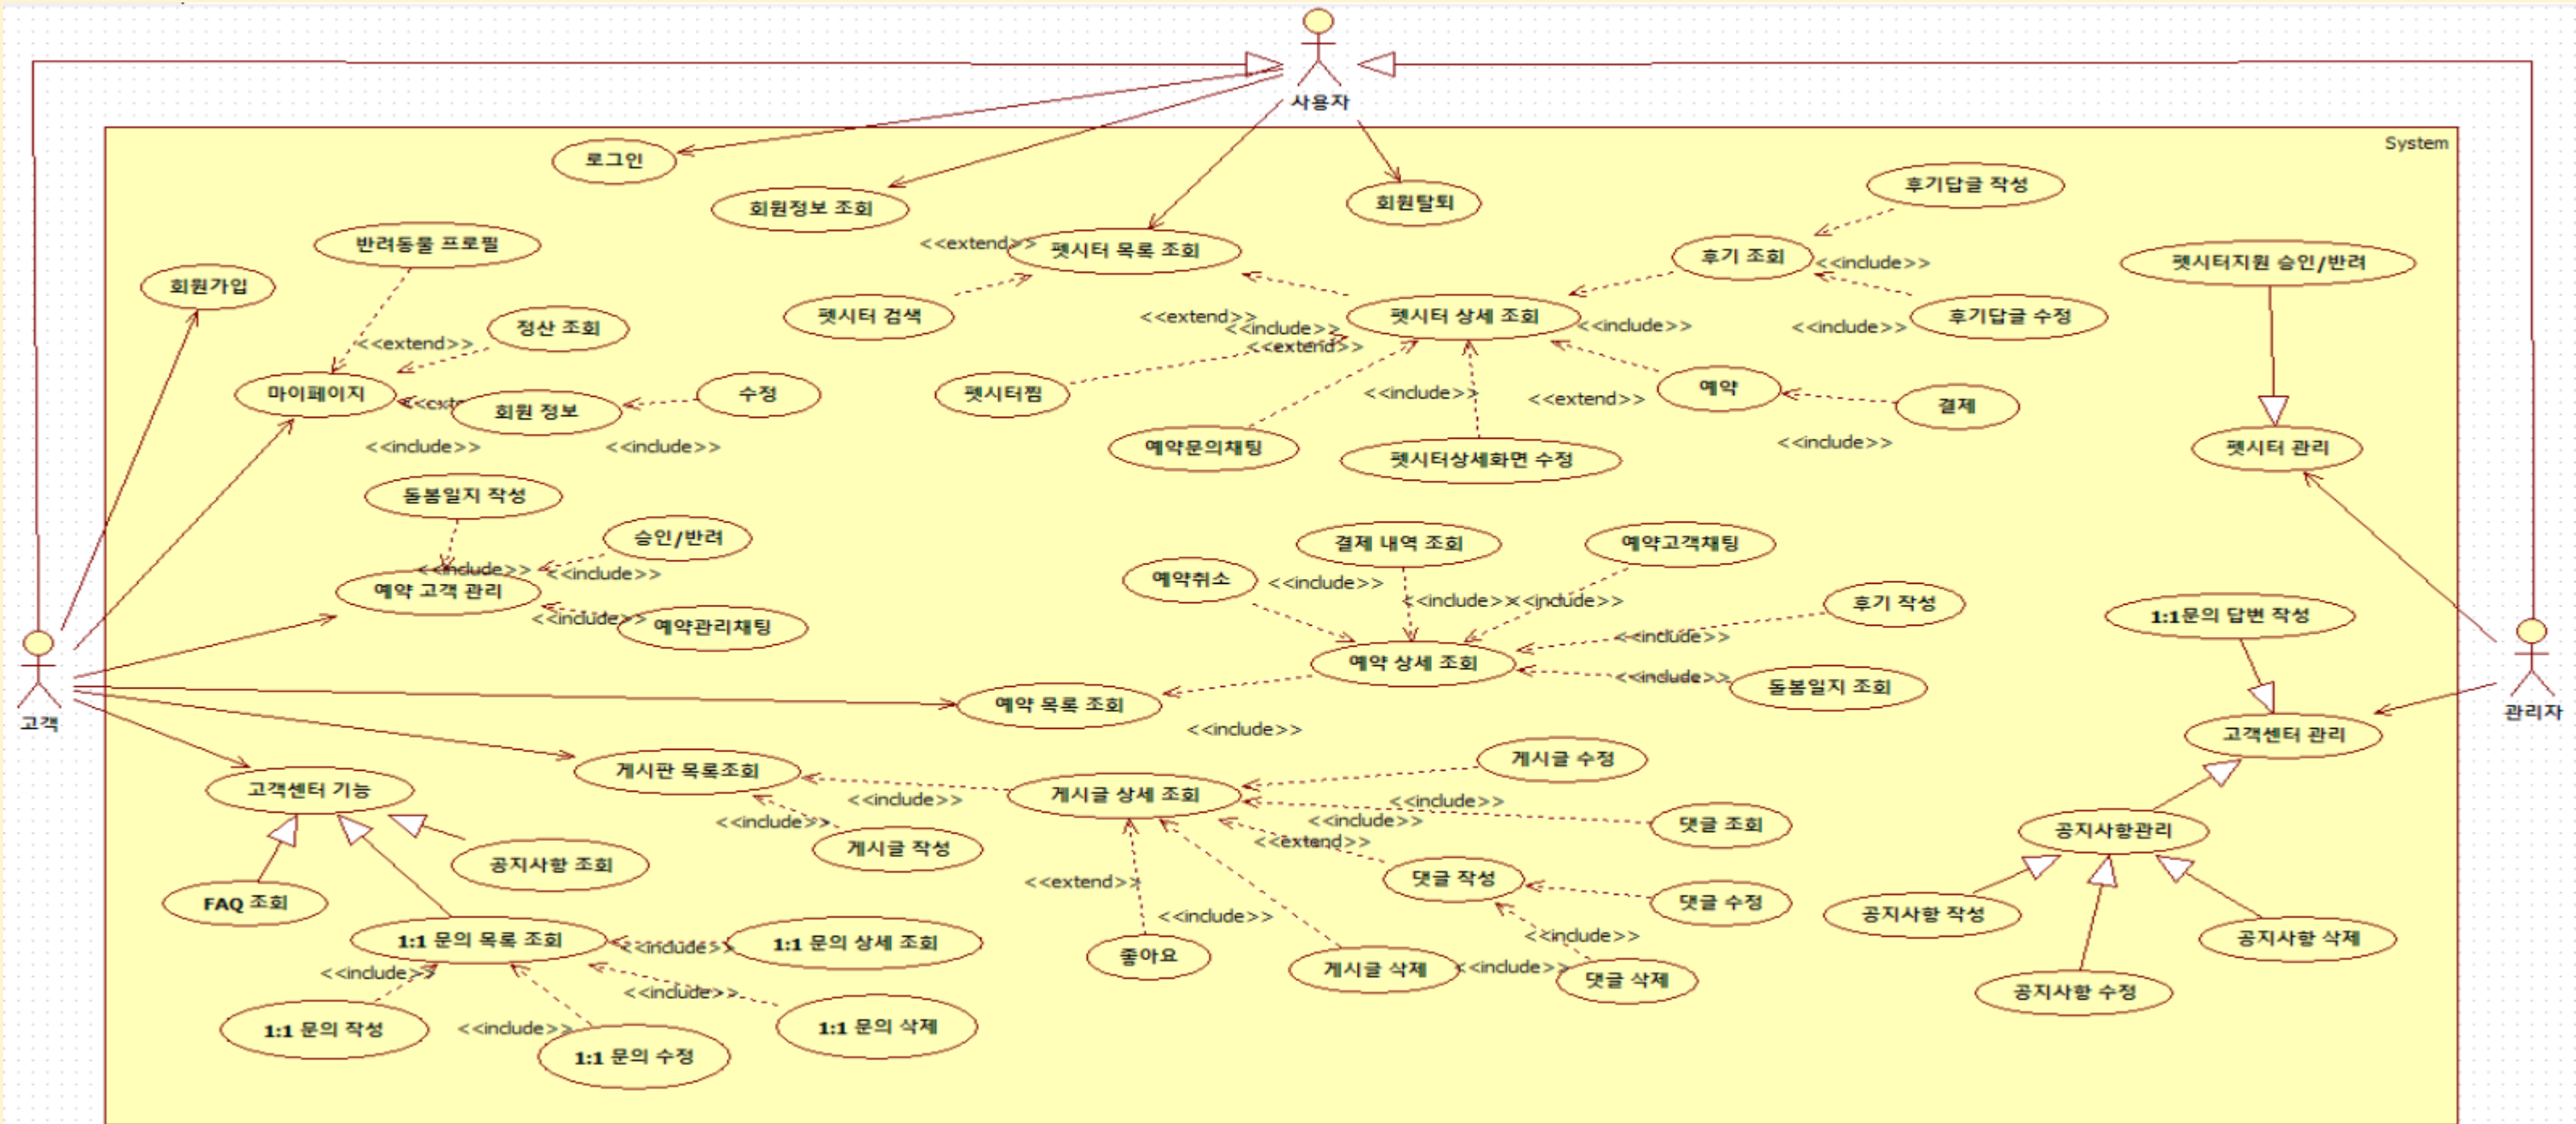 사용자
System
로그인
회원정보 조회
회원탈퇴
후기답글 작성
반려동물 프로필
<<extend>>
펫시터 목록 조회
후기 조회
<<include>>
펫시터지원 승인/반려
회원가입
정산 조회
<<extend>>
펫시터 검색
<<extend>>
<<include>>
<<extend>>
펫시터 상세 조회
<<include>>
<<include>>
후기답글 수정
마이페이지
회원 정보
수정
<<include>>
<<include>>
펫시터찜
<<include>>
<<extend>>
예약
결제
<<include>>
예약문의채팅
펫시터상세화면 수정
펫시터 관리
돌봄일지 작성
승인/반려
<<include>>
<<include>>
예약 고객 관리
<<include>>
예약관리채팅
결제 내역 조회
예약고객채팅
예약취소
<<include>>
<<include>>
<<include>>
후기 작성
<<include>>
예약 상세 조회
<<include>>
돌봄일지 조회
1:1문의 답변 작성
고객
예약 목록 조회
<<include>>
관리자
고객센터 관리
고객센터 기능
게시판 목록조회
<<include>>
<<include>>
게시글 작성
게시글 상세 조회
게시글 수정
<<include>>
<<include>>
<<extend>>
댓글 조회
공지사항관리
FAQ 조회
공지사항 조회
<<extend>>
<<include>>
댓글 작성
댓글 수정
<<include>>
공지사항 작성
공지사항 삭제
1:1 문의 목록 조회
<<include>>
1:1 문의 상세 조회
좋아요
게시글 삭제
<<include>>
댓글 삭제
공지사항 수정
<<include>>
<<include>>
1:1 문의 작성
<<include>>
1:1 문의 수정
1:1 문의 삭제